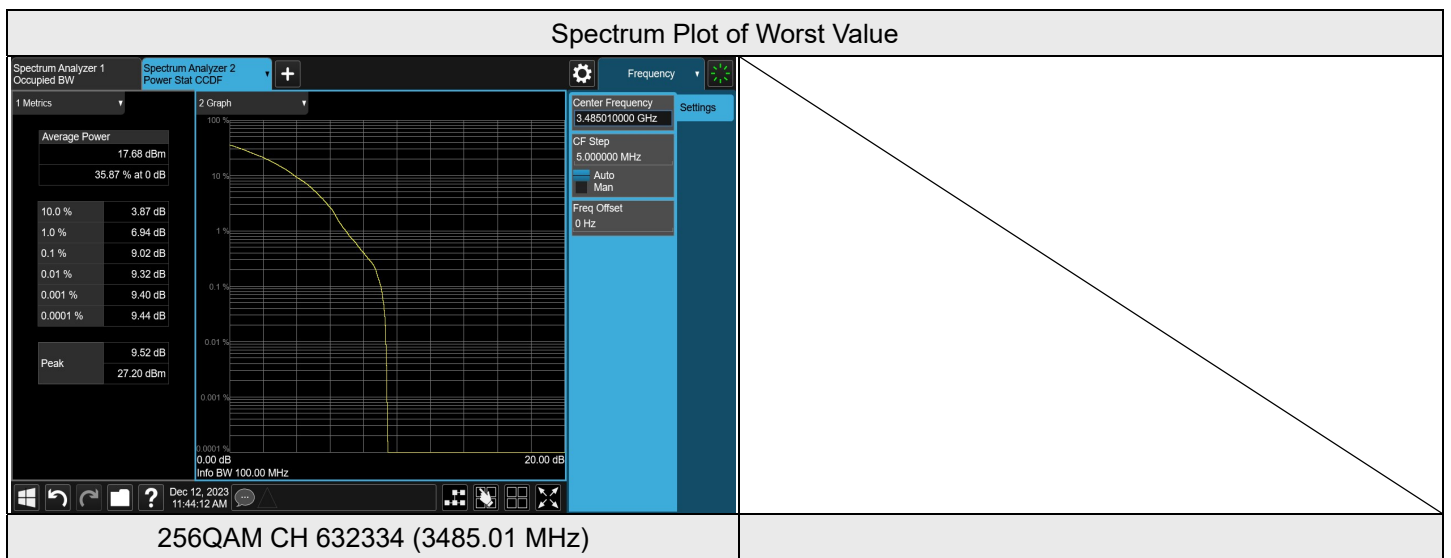 Spectrum Plot of Worst Value
Spectrum Analyzer 1
Occupied BW
Spectrum Analyzer 2
Power Stat CCDF
Frequency
1 Metrics
2 Graph
Average Power
17.68 dBm
35.87 % at 0 dB
10.0 % 3.87 dB
1.0 % 6.94 dB
0.1 % 9.02 dB
0.01 % 9.32 dB
0.001 % 9.40 dB
0.0001 % 9.44 dB
Peak
9.52 dB
27.20 dBm
100 %
10 %
1 %
0.1 %
0.01 %
0.001 %
0.0001 %
0.00 dB 20.00 dB
Info BW 100.00 MHz
Center Frequency
3.485010000 GHz
Settings
CF Step
5.000000 MHz
Auto
Man
Freq Offset
0 Hz
Dec 12, 2023
11:44:12 AM
256QAM CH 632334 (3485.01 MHz)